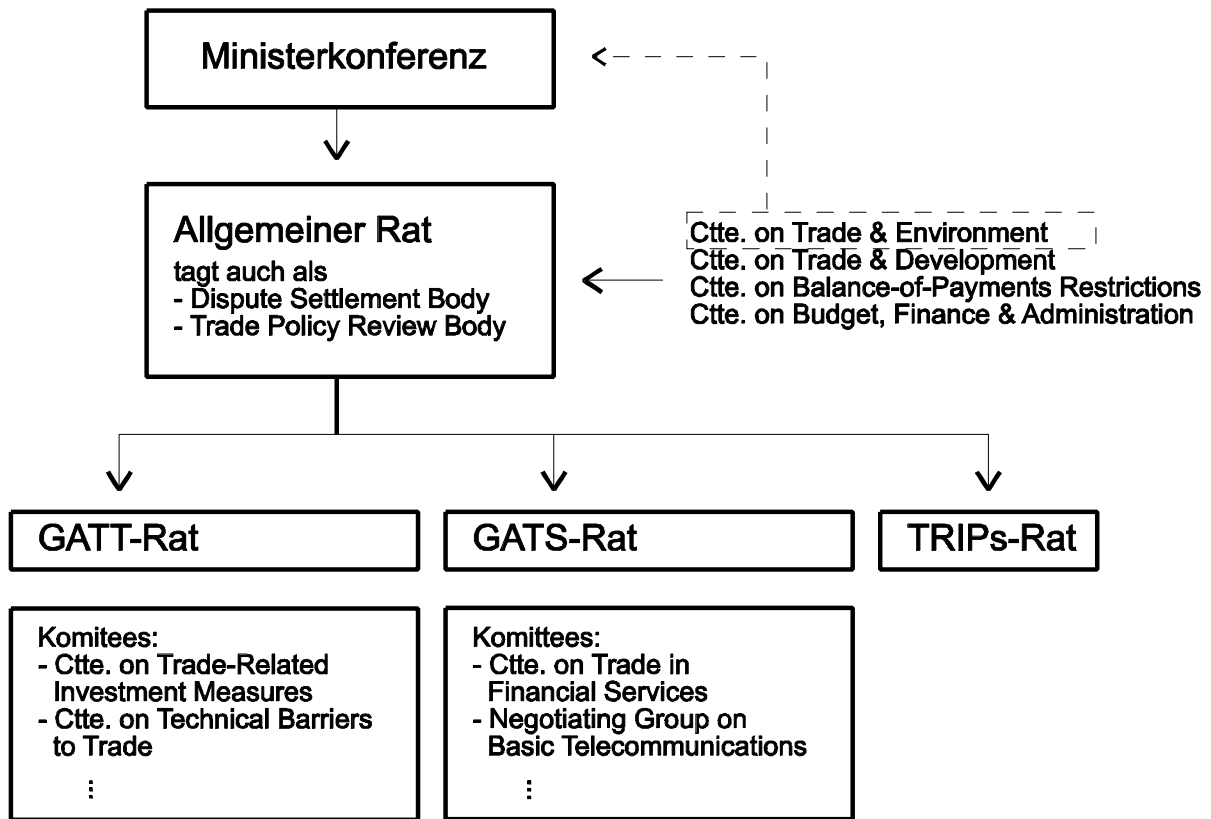 Ministerkonferenz
Allgemeiner Rat
tagt auch als
- Dispute Settlement Body
- Trade Policy Review Body
Ctte. on Trade & Environment
Ctte. on Trade & Development
Ctte. on Balance-of-Payments Restrictions
Ctte. on Budget, Finance & Administration
GATT-Rat
GATS-Rat
TRIPs-Rat
Komitees:
- Ctte. on Trade-Related
Investment Measures
- Ctte. on Technical Barriers
to Trade
⋮
Komittees:
- Ctte. on Trade in
Financial Services
- Negotiating Group on
Basic Telecommunications
⋮